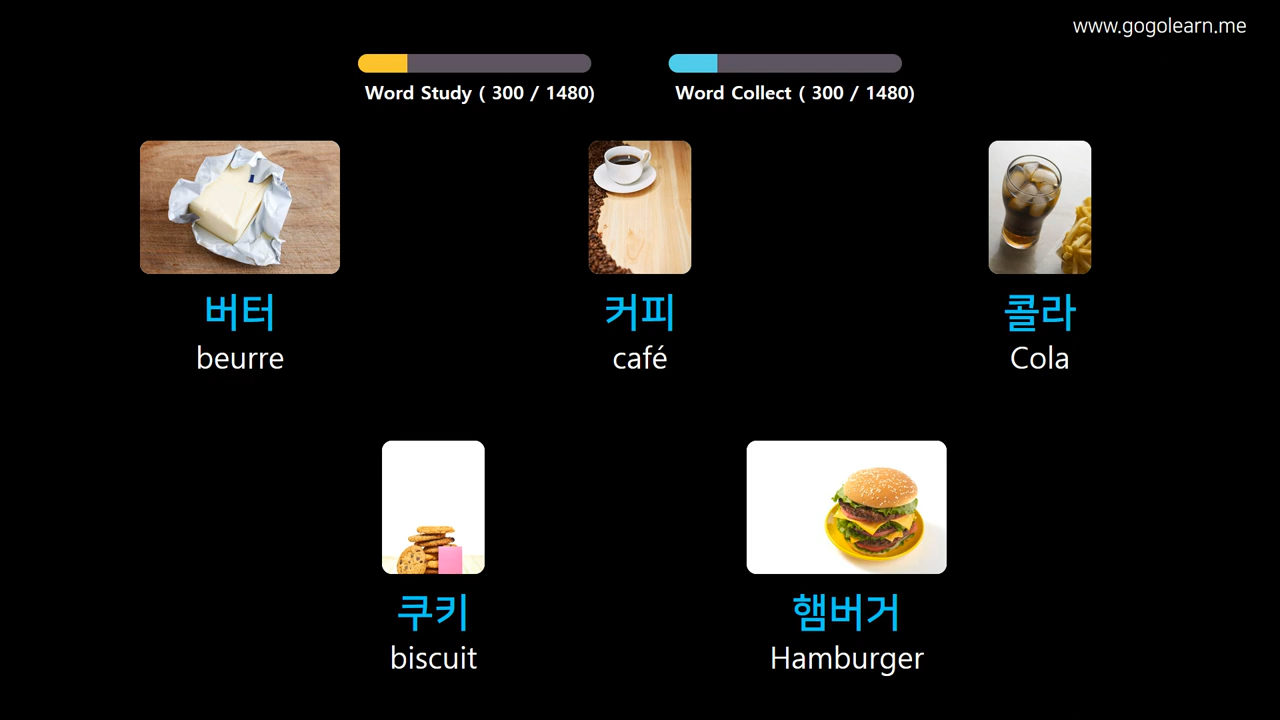 www.gogolearn.me
Word Study ( 300 / 1480)
Word Collect ( 300 / 1480)
버터
beurre
커피
café
콜라
Cola
쿠키
biscuit
햄버거
Hamburger